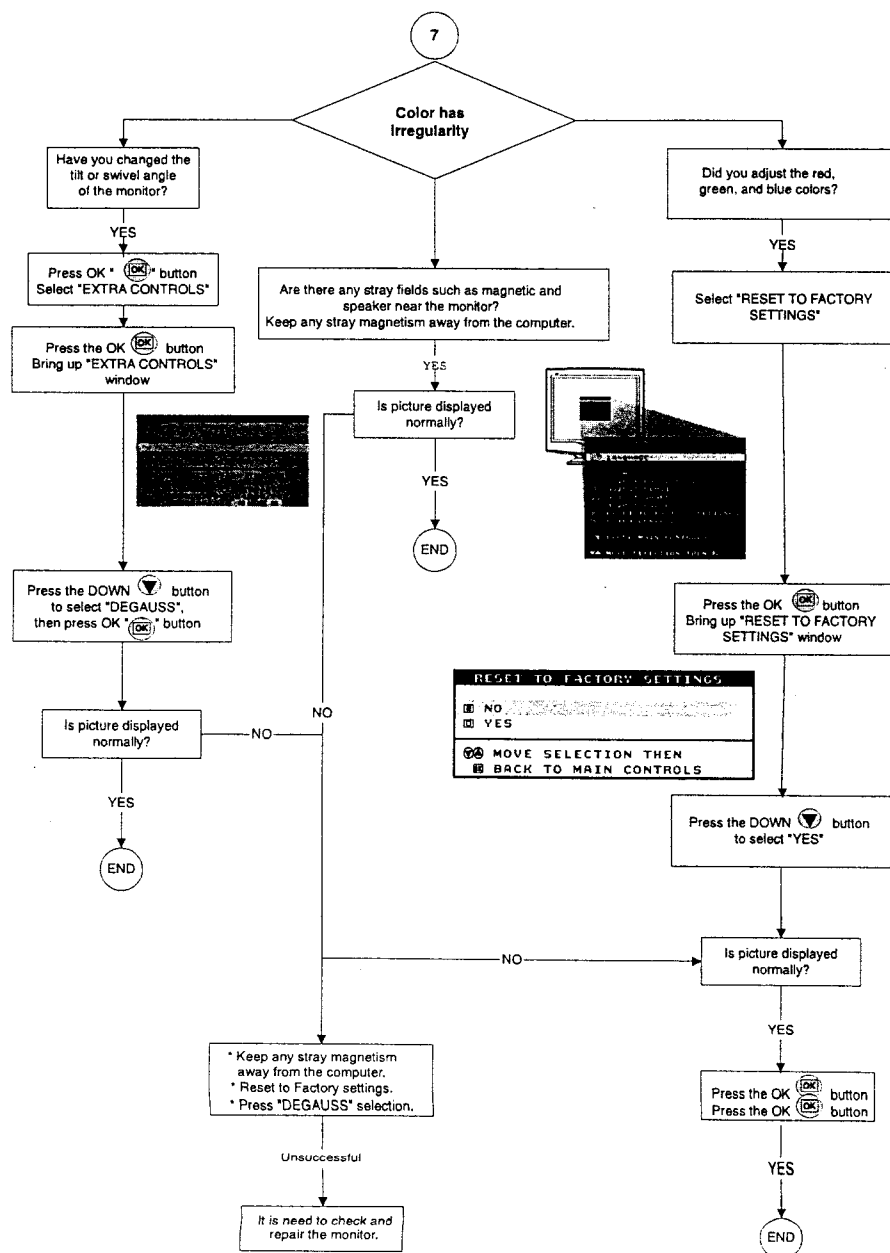 7
Color has
Irregularity
Have you changed the
tilt or swivel angle
of the monitor?
YES
Press OK " OK " button
Select "EXTRA CONTROLS"
Press the OK OK button
Bring up "EXTRA CONTROLS"
window
Press the DOWN button
to select "DEGAUSS",
then press OK " OK " button
Is picture displayed
normally?
NO
YES
END
Are there any stray fields such as magnetic and
speaker near the monitor?
Keep any stray magnetism away from the computer.
YES
Is picture displayed
normally?
YES
END
NO
NO
* Keep any stray magnetism
away from the computer.
* Reset to Factory settings.
* Press "DEGAUSS" selection.
Unsuccessful
It is need to check and
repair the monitor.
Did you adjust the red,
green, and blue colors?
YES
Select "RESET TO FACTORY
SETTINGS"
Press the OK OK button
Bring up "RESET TO FACTORY
SETTINGS" window
RESET TO FACTORY SETTINGS
NO
YES
MOVE SELECTION THEN
BACK TO MAIN CONTROLS
Press the DOWN button
to select "YES"
Is picture displayed
normally?
YES
Press the OK OK button
Press the OK OK button
YES
END